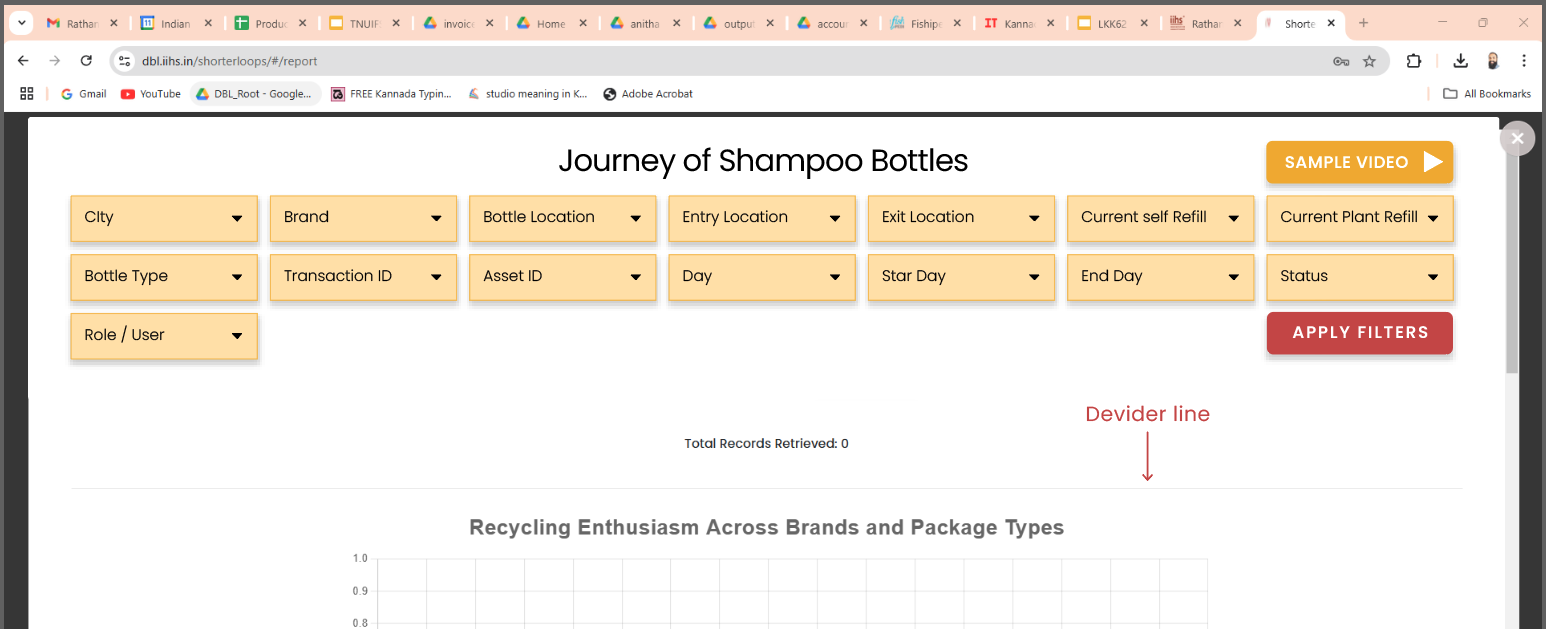 Rathar
Indian
Produc
TNUIF
invoice
Home
anitha
output
accour
Fishipe
IT Kanna
LKK62
iihs Rathar
Shorte
dbl.iihs.in/shorterloops/#/report
Gmail
YouTube
DBL_Root - Google...
FREE Kannada Typin...
studio meaning in K...
Adobe Acrobat
All Bookmarks
Journey of Shampoo Bottles
SAMPLE VIDEO
CIty
Brand
Bottle Location
Entry Location
Exit Location
Current self Refill
Current Plant Refill
Bottle Type
Transaction ID
Asset ID
Day
Star Day
End Day
Status
Role / User
APPLY FILTERS
Devider line
Total Records Retrieved: 0
Recycling Enthusiasm Across Brands and Package Types
1.0
0.9
0.8